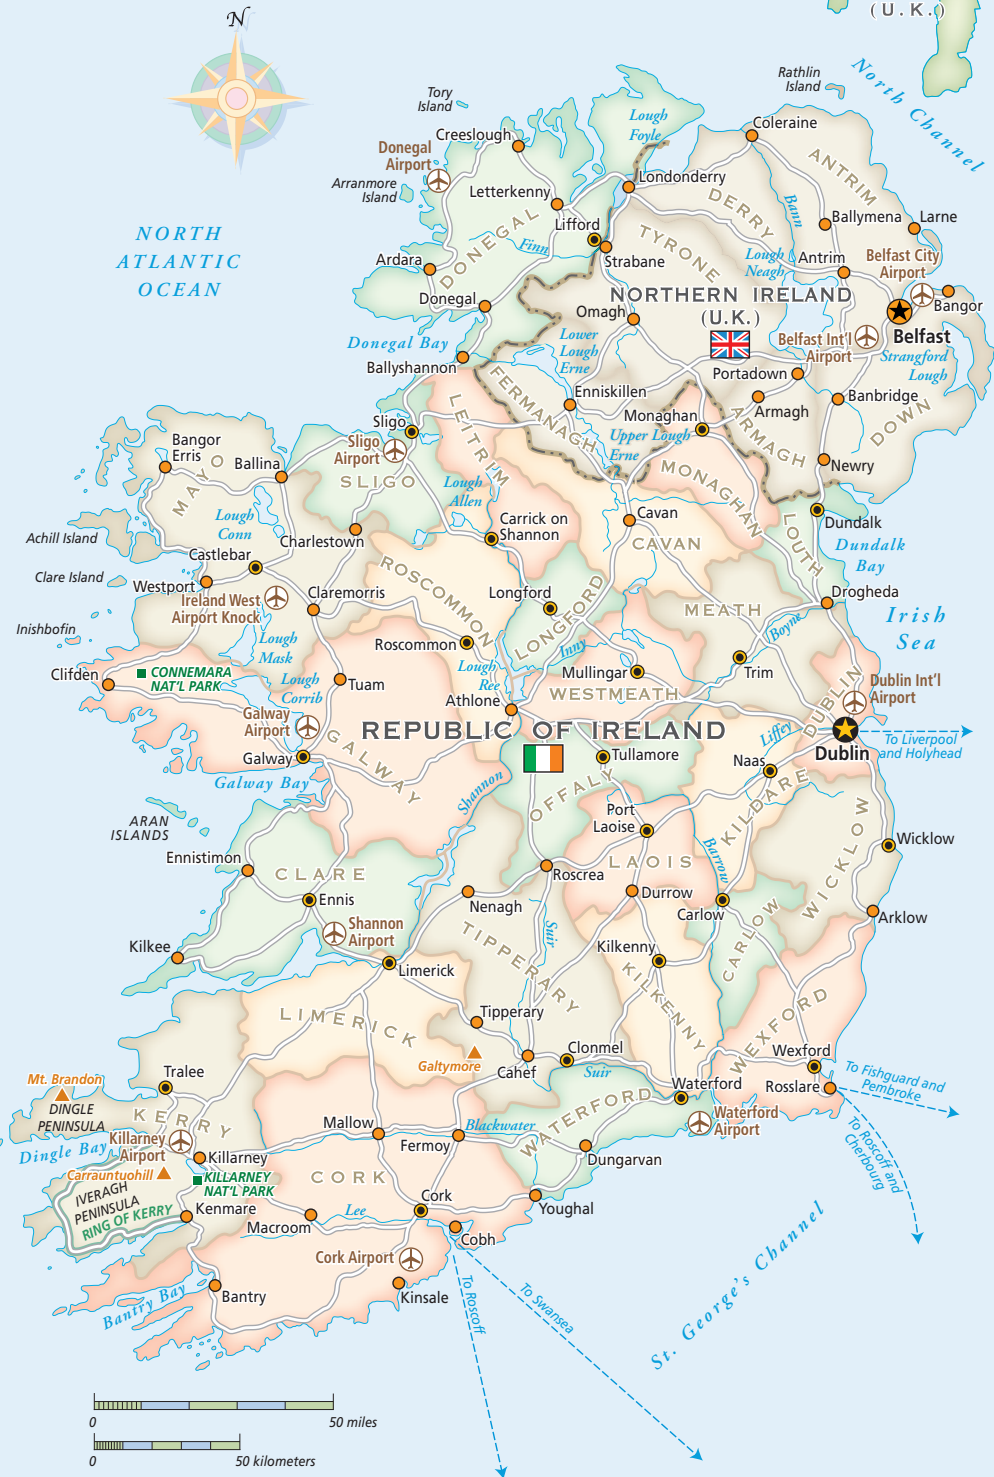 N
(U.K.)
North Channel
Rathlin
Island
Tory
Island
Lough
Foyle
Coleraine
Creeslough
Donegal
Airport
ANTRIM
Arranmore
Island
Letterkenny
Londonderry
DERRY
Bann
Ballymena
Larne
Lifford
DONEGAL
Finn
Strabane
TYRONE
NORTH
ATLANTIC
OCEAN
Ardara
Lough
Neagh
Antrim
Belfast City
Airport
Donegal
NORTHERN IRELAND
(U.K.)
Bangor
Omagh
Belfast
Donegal Bay
Lower
Lough
Erne
Belfast Int'l
Airport
Strangford
Lough
Ballyshannon
Portadown
FERMANAGH
Enniskillen
Banbridge
LEITRIM
Monaghan
Armagh
ARMAGH
DOWN
Sligo
Sligo
Airport
Upper Lough
Erne
Bangor
Erris
Ballina
MAYO
SLIGO
MONAGHAN
Newry
Lough
Allen
Lough
Conn
Carrick on
Shannon
Cavan
Dundalk
Achill Island
Charlestown
CAVAN
LOUTH
Dundalk
Bay
Castlebar
ROSCOMMON
Clare Island
Westport
Ireland West
Airport Knock
Claremorris
Longford
LONGFORD
MEATH
Drogheda
Irish
Sea
Inishbofin
Lough
Mask
Roscommon
Inny
Boyne
Clifden
CONNEMARA
NAT'L PARK
Lough
Corrib
Tuam
Lough
Ree
Mullingar
Trim
WESTMEATH
DUBLIN
Dublin Int'l
Airport
Athlone
Galway
Airport
REPUBLIC OF IRELAND
Liffey
To Liverpool
and Holyhead
Galway
GALWAY
Tullamore
Naas
Dublin
Galway Bay
Shannon
OFFALY
KILDARE
ARAN
ISLANDS
Port
Laoise
Barrow
WICKLOW
Wicklow
Ennistimon
CLARE
LAOIS
Roscrea
Ennis
Nenagh
Durrow
Carlow
CARLOW
Arklow
Shannon
Airport
Suir
Kilkee
TIPPERARY
Kilkenny
KILKENNY
Limerick
LIMERICK
WEXFORD
Tipperary
Galtymore
Clonmel
Wexford
Cahef
Suir
Tralee
Mt. Brandon
Waterford
Rosslare
To Fishguard and
Pembroke
DINGLE
PENINSULA
KERRY
Mallow
Blackwater
WATERFORD
Waterford
Airport
Dingle Bay
Killarney
Airport
Fermoy
To Roscoff and
Cherbourg
Killarney
Dungarvan
Carrauntuohill
KILLARNEY
NAT'L PARK
CORK
IVERAGH
PENINSULA
RING OF KERRY
Kenmare
Macroom
Lee
Cork
Youghal
Cobh
Cork Airport
St. George's Channel
Bantry Bay
Bantry
Kinsale
To Roscoff
To Swansea
0
50 miles
0
50 kilometers